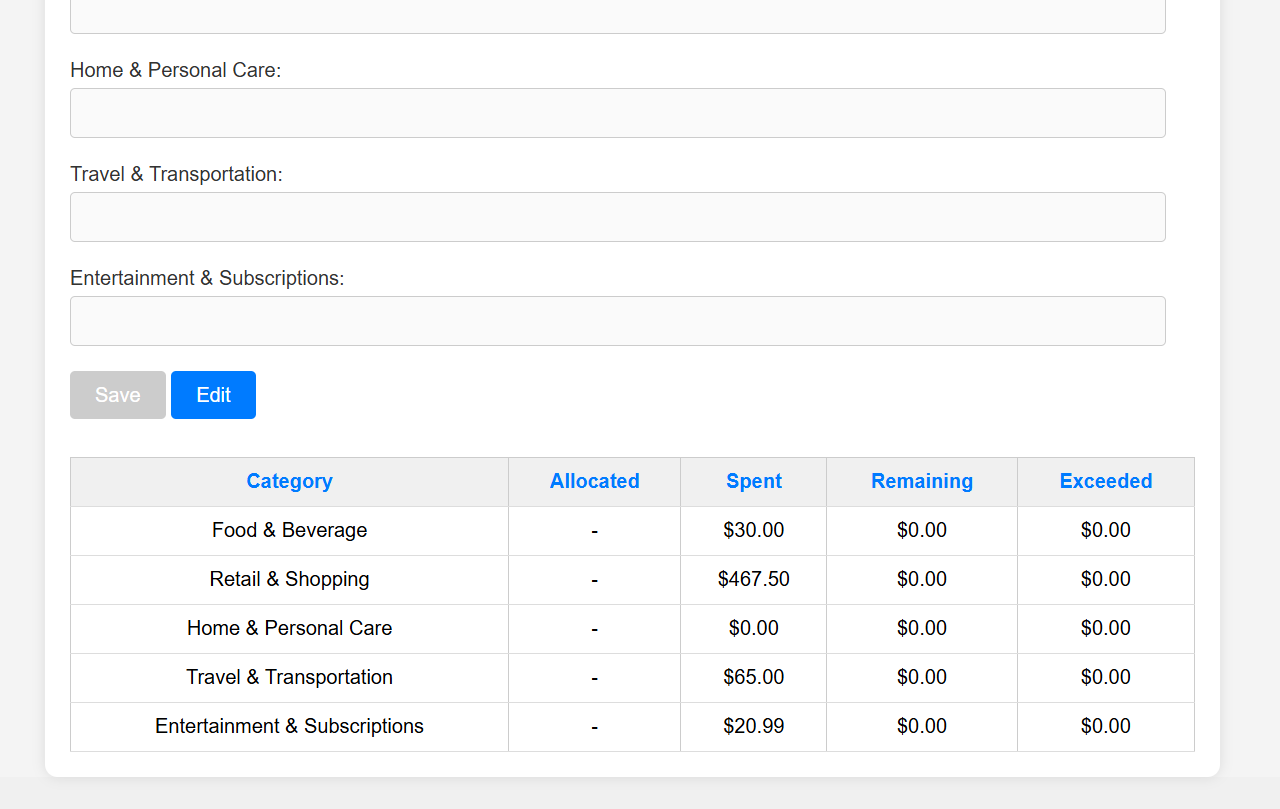 Home & Personal Care:
Travel & Transportation:
Entertainment & Subscriptions:
Save Edit
Category Allocated Spent Remaining Exceeded
Food & Beverage - $30.00 $0.00 $0.00
Retail & Shopping - $467.50 $0.00 $0.00
Home & Personal Care - $0.00 $0.00 $0.00
Travel & Transportation - $65.00 $0.00 $0.00
Entertainment & Subscriptions - $20.99 $0.00 $0.00